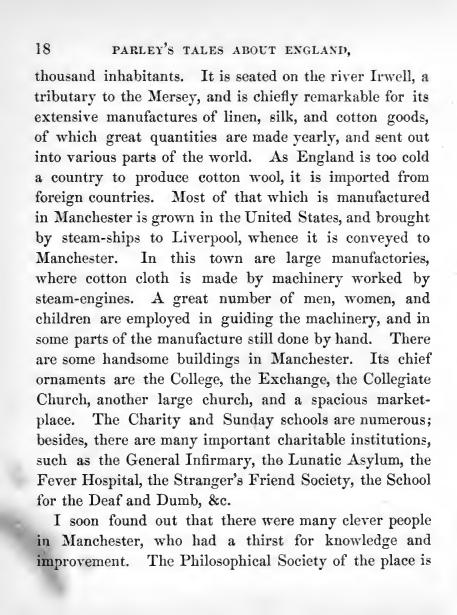 18 PARLEY'S TALES ABOUT ENGLAND,
thousand inhabitants. It is seated on the river Irwell, a
tributary to the Mersey, and is chiefly remarkable for its
extensive manufactures of linen, silk, and cotton goods,
of which great quantities are made yearly, and sent out
into various parts of the world. As England is too cold
a country to produce cotton wool, it is imported from
foreign countries. Most of that which is manufactured
in Manchester is grown in the United States, and brought
by steam-ships to Liverpool, whence it is conveyed to
Manchester. In this town are large manufactories,
where cotton cloth is made by machinery worked by
steam-engines. A great number of men, women, and
children are employed in guiding the machinery, and in
some parts of the manufacture still done by hand. There
are some handsome buildings in Manchester. Its chief
ornaments are the College, the Exchange, the Collegiate
Church, another large church, and a spacious market-
place. The Charity and Sunday schools are numerous;
besides, there are many important charitable institutions,
such as the General Infirmary, the Lunatic Asylum, the
Fever Hospital, the Stranger's Friend Society, the School
for the Deaf and Dumb, &c.
I soon found out that there were many clever people
in Manchester, who had a thirst for knowledge and
improvement. The Philosophical Society of the place is